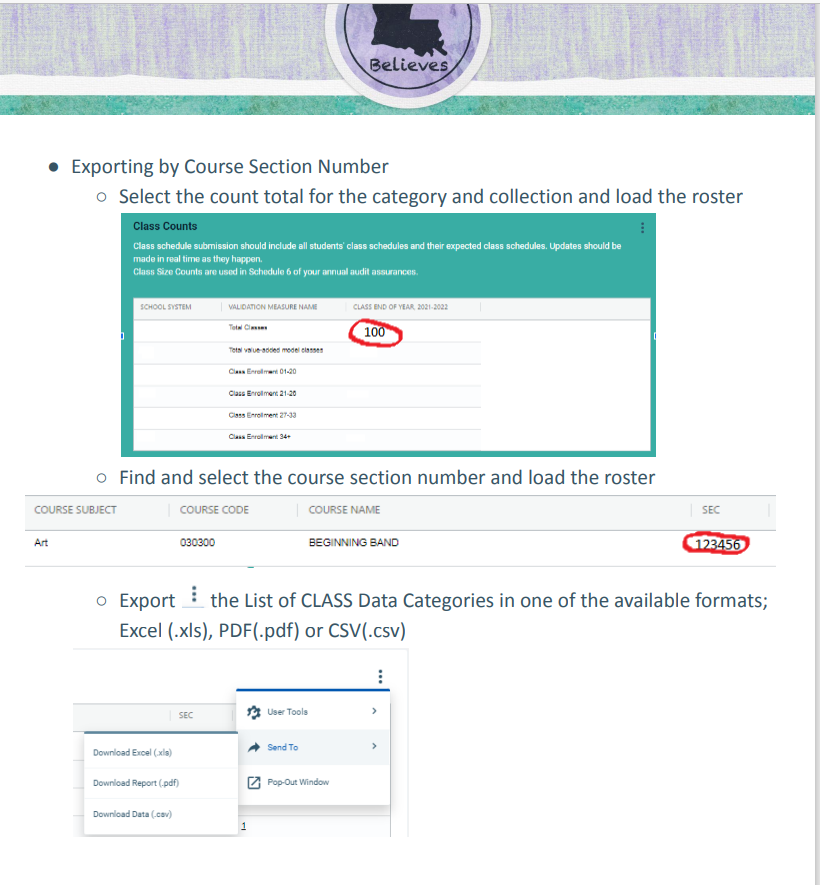 Believes
● Exporting by Course Section Number
○ Select the count total for the category and collection and load the roster
Class Counts
Class schedule submission should include all students' class schedules and their expected class schedules. Updates should be
made in real time as they happen.
Class Size Counts are used in Schedule 6 of your annual audit assurances.
SCHOOL SYSTEM VALIDATION MEASURE NAME CLASS END OF YEAR, 2021-2022
Total Classes 100
Total value-added model classes
Class Enrollment 01-20
Class Enrollment 21-26
Class Enrollment 27-33
Class Enrollment 34+
○ Find and select the course section number and load the roster
COURSE SUBJECT COURSE CODE COURSE NAME SEC
Art 030300 BEGINNING BAND 123456
○ Export ⋮ the List of CLASS Data Categories in one of the available formats;
Excel (.xls), PDF(.pdf) or CSV(.csv)
SEC
User Tools
Send To
Pop-Out Window
Download Excel (.xls)
Download Report (.pdf)
Download Data (.csv)
1